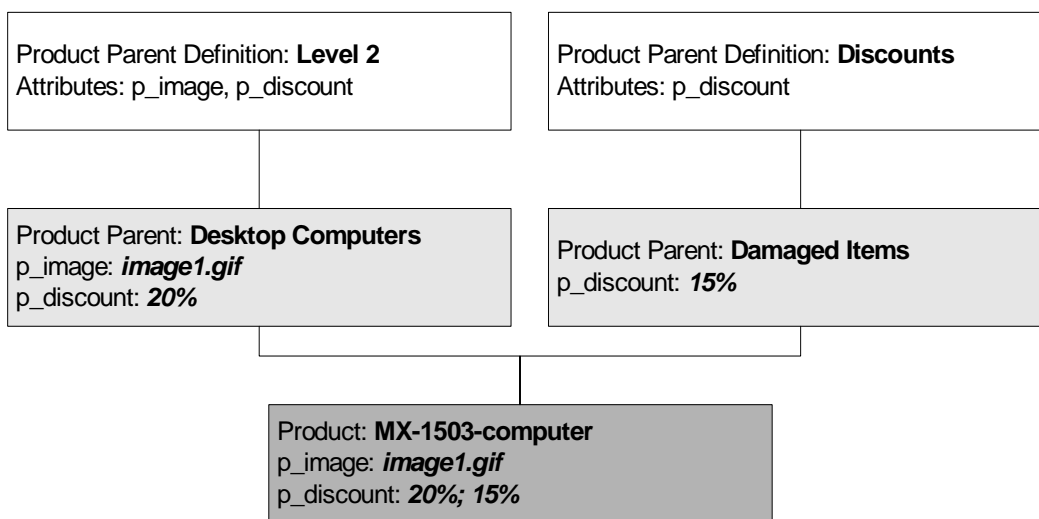 Product Parent Definition: Level 2
Attributes: p_image, p_discount
Product Parent Definition: Discounts
Attributes: p_discount
Product Parent: Desktop Computers
p_image: image1.gif
p_discount: 20%
Product Parent: Damaged Items
p_discount: 15%
Product: MX-1503-computer
p_image: image1.gif
p_discount: 20%; 15%